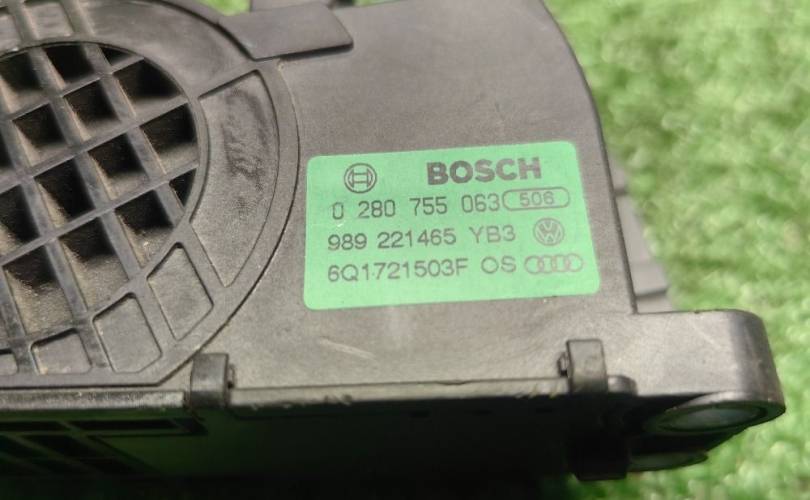 BOSCH
0 280 755 063 506
989 221465 YB3
6Q1721503F OS